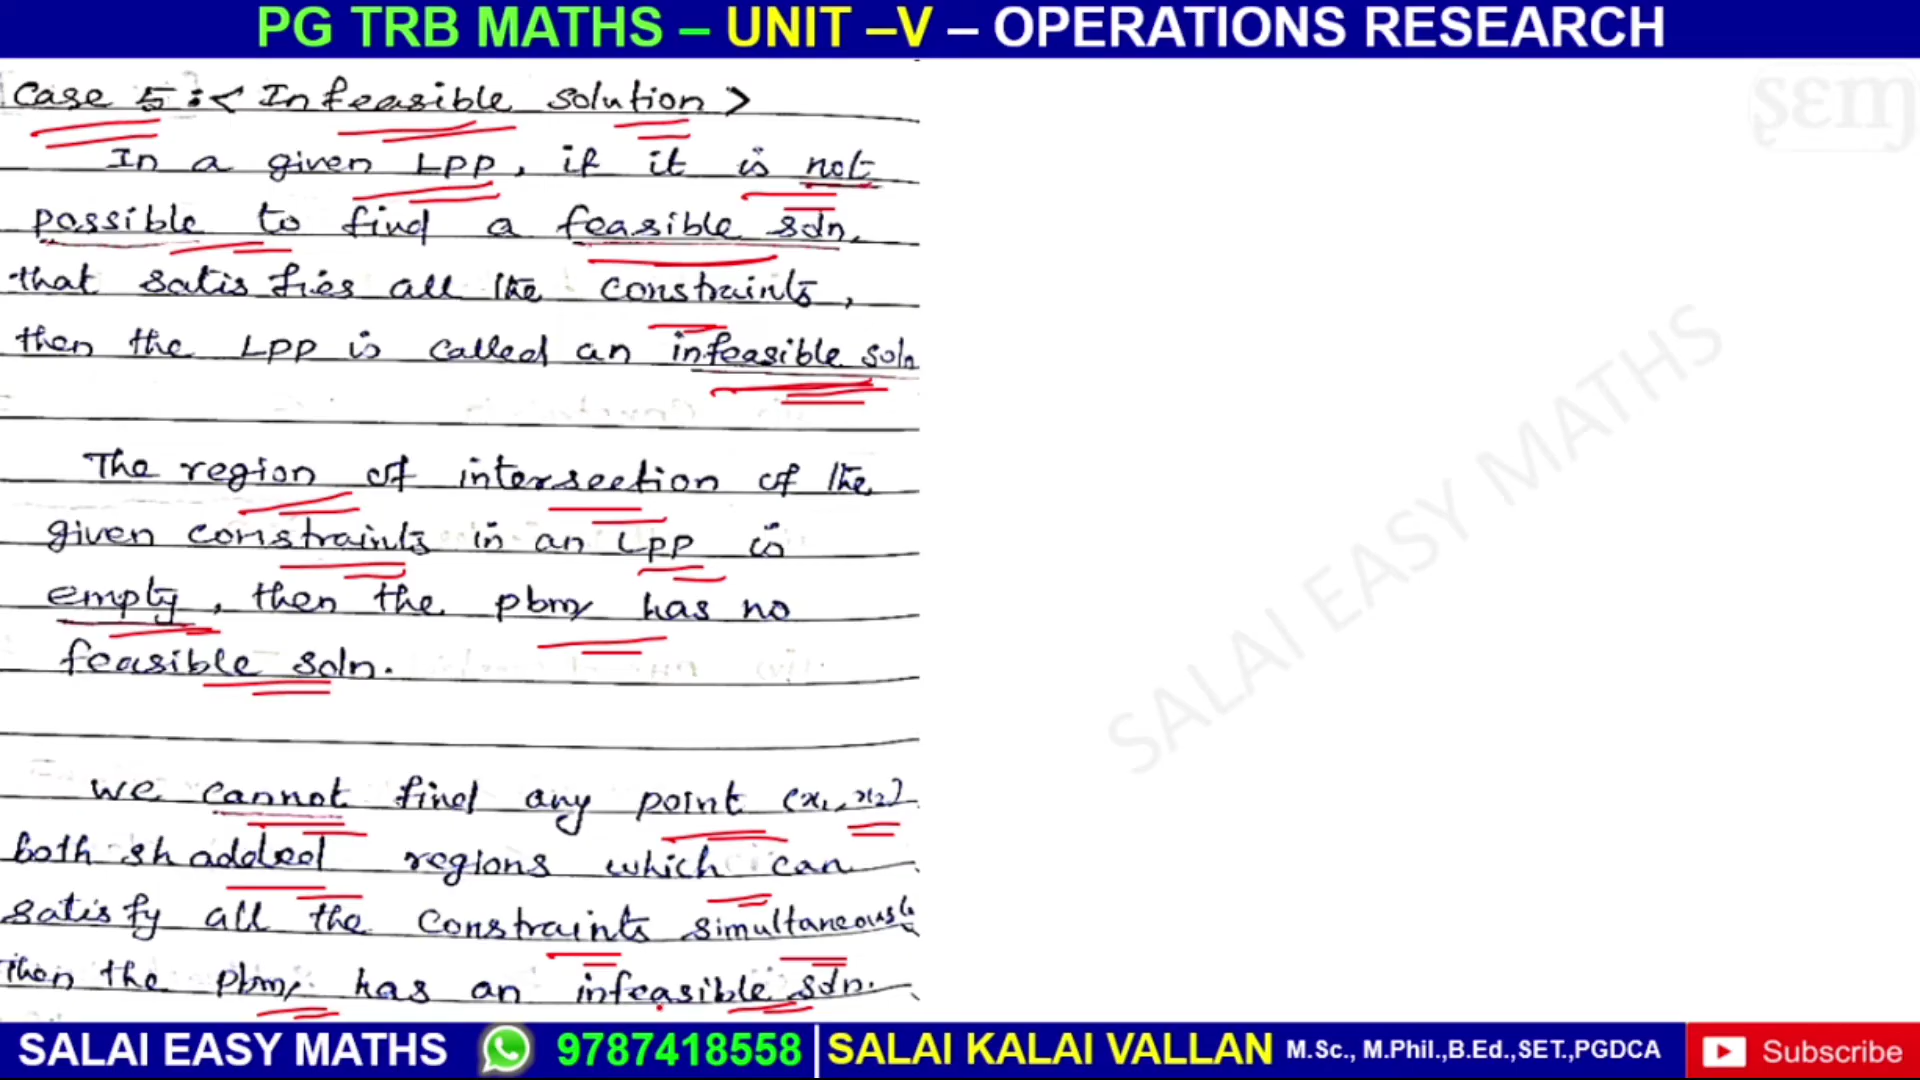 PG TRB MATHS – UNIT –V – OPERATIONS RESEARCH
sɛm
Case 5:- < Infeasible solution >
In a given LPP, if it is not
possible to find a feasible soln,
that satisfies all the constraints,
then the LPP is called an infeasible soln
The region of intersection of the
given constraints in an LPP is
empty, then the pbm has no
feasible soln.
We cannot find any point (x₁, x₂)
both shadded regions which can
satisfy all the constraints simultaneously
then the pbm has an infeasible soln.
SALAI EASY MATHS
SALAI EASY MATHS 9787418558 | SALAI KALAI VALLAN M.Sc., M.Phil.,B.Ed.,SET.,PGDCA Subscribe